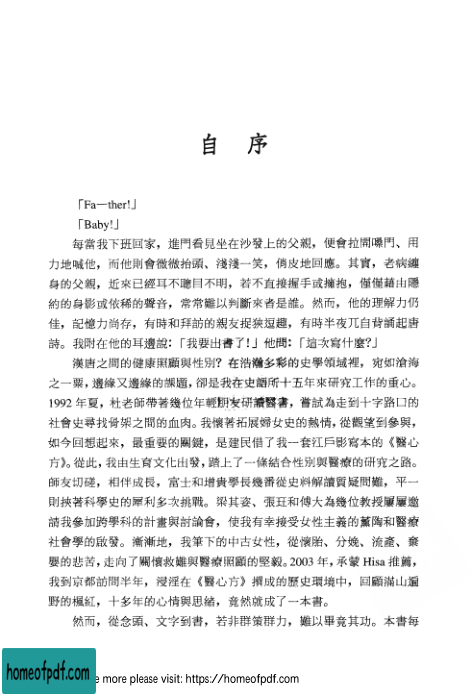 自 序
「Fa—ther!」
「Baby!」
每當我下班回家，進門看見坐在沙發上的父親，便會拉開嗓門、用
力地喊他，而他則會微微抬頭、淺淺一笑，俏皮地回應。其實，老病纏
身的父親，近來已經耳不聰目不明，若不直接握手或擁抱，僅僅藉由隱
約的身影或依稀的聲音，常常難以判斷來者是誰。然而，他的理解力仍
佳，記憶力尚存，有時和拜訪的親友捉狹逗趣，有時半夜兀自背誦起唐
詩。我附在他的耳邊說：「我要出書了！」他問：「這次寫什麼？」
漢唐之間的健康照顧與性別？在浩瀚多彩的史學領域裡，宛如滄海
之一粟，邊緣又邊緣的課題，卻是我在史語所十五年來研究工作的重心。
1992 年夏，杜老師帶著幾位年輕朋友研讀醫書，嘗試為走到十字路口的
社會史尋找骨架之間的血肉。我懷著拓展婦女史的熱情，從觀望到參與，
如今回想起來，最重要的關鍵，是建民借了我一套江戶影寫本的《醫心
方》。從此，我由生育文化出發，踏上了一條結合性別與醫療的研究之路。
師友切磋，相伴成長，富士和增貴學長幾番從史料解讀質疑問難，平一
則挾著科學史的犀利多次挑戰。梁其姿、張玨和傅大為幾位教授屢屢邀
請我參加跨學科的計畫與討論會，使我有幸接受女性主義的薰陶和醫療
社會學的啟發。漸漸地，我筆下的中古女性，從懷胎、分娩、流產、棄
嬰的悲苦，走向了關懷救難與醫療照顧的堅毅。2003 年，承蒙 Hisa 推薦，
我到京都訪問半年，浸淫在《醫心方》撰成的歷史環境中，回顧滿山遍
野的楓紅，十多年的心情與思緒，竟然就成了一本書。
然而，從念頭、文字到書，若非群策群力，難以畢竟其功。本書每
homeofpdf.com
e more please visit: https://homeofpdf.com